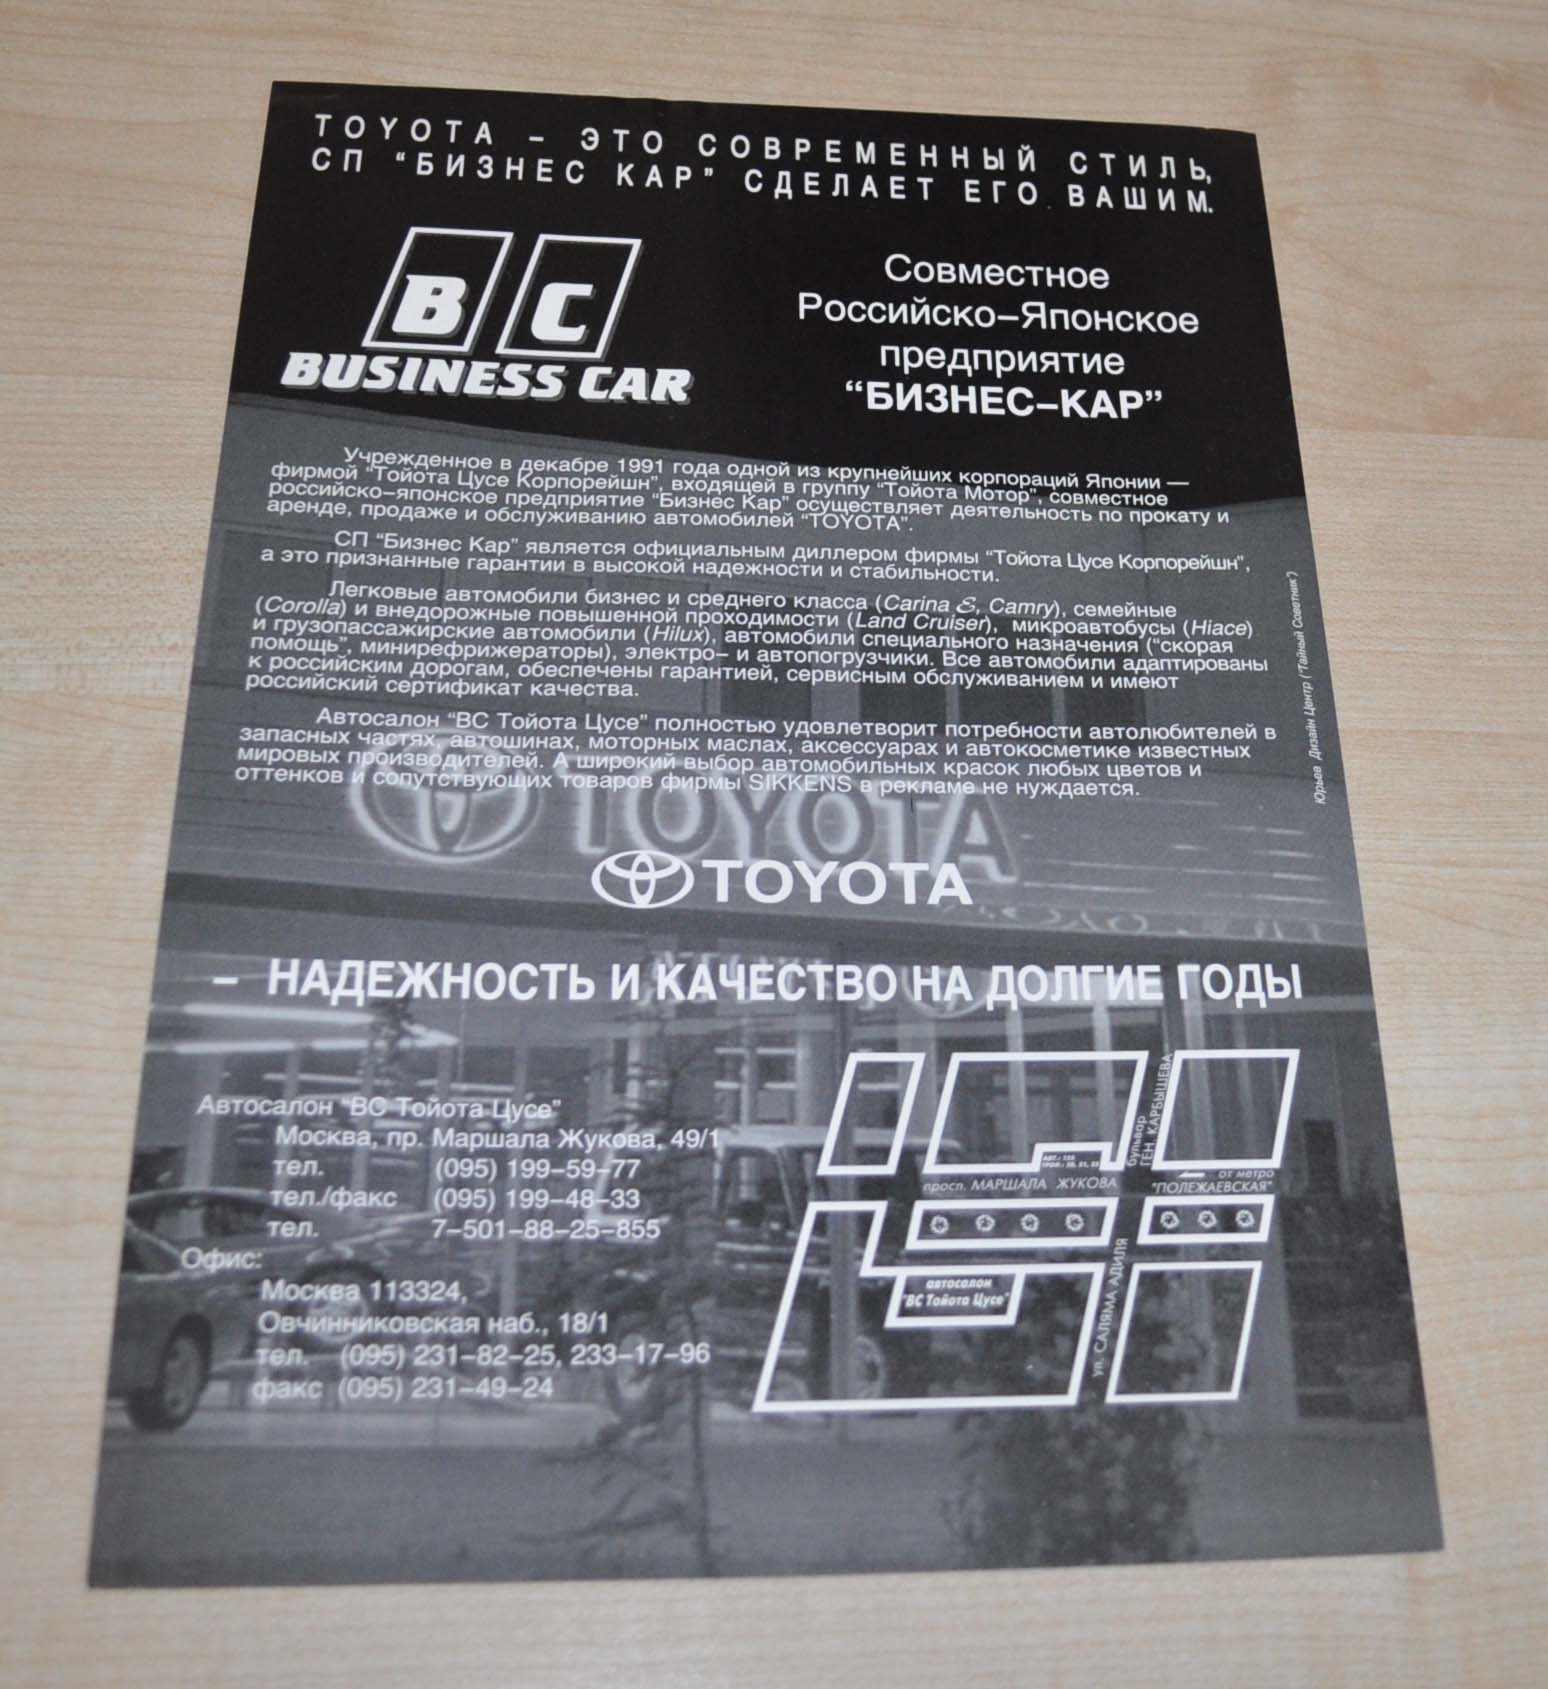 TOYOTA – ЭТО СОВРЕМЕННЫЙ СТИЛЬ,
СП “БИЗНЕС КАР” СДЕЛАЕТ ЕГО ВАШИМ.
B C
BUSINESS CAR
Совместное
Российско–Японское
предприятие
“БИЗНЕС–КАР”
Учрежденное в декабре 1991 года одной из крупнейших корпораций Японии —
фирмой “Тойота Цусе Корпорейшн”, входящей в группу “Тойота Мотор”, совместное
российско–японское предприятие “Бизнес Кар” осуществляет деятельность по прокату и
аренде, продаже и обслуживанию автомобилей “TOYOTA”.
СП “Бизнес Кар” является официальным диллером фирмы “Тойота Цусе Корпорейшн”,
а это признанные гарантии в высокой надежности и стабильности.
Легковые автомобили бизнес и среднего класса (Carina E, Camry), семейные
(Corolla) и внедорожные повышенной проходимости (Land Cruiser), микроавтобусы (Hiace)
и грузопассажирские автомобили (Hilux), автомобили специального назначения (“скорая
помощь”, минирефрижераторы), электро– и автопогрузчики. Все автомобили адаптированы
к российским дорогам, обеспечены гарантией, сервисным обслуживанием и имеют
российский сертификат качества.
Автосалон “ВС Тойота Цусе” полностью удовлетворит потребности автолюбителей в
запасных частях, автошинах, моторных маслах, аксессуарах и автокосметике известных
мировых производителей. А широкий выбор автомобильных красок любых цветов и
оттенков и сопутствующих товаров фирмы SIKKENS в рекламе не нуждается.
Юрьев Дизайн Центр (“Тайный Советник”)
TOYOTA
TOYOTA
– НАДЕЖНОСТЬ И КАЧЕСТВО НА ДОЛГИЕ ГОДЫ
Автосалон “ВС Тойота Цусе”
Москва, пр. Маршала Жукова, 49/1
тел. (095) 199–59–77
тел./факс (095) 199–48–33
тел. 7–501–88–25–855
Офис:
Москва 113324,
Овчинниковская наб., 18/1
тел. (095) 231–82–25, 233–17–96
факс (095) 231–49–24
бульвар
ГЕН. КАРБЫШЕВА
просп. МАРШАЛА ЖУКОВА
от метро
"ПОЛЕЖАЕВСКАЯ"
автосалон
"ВС Тойота Цусе"
ул. САЛЯМА АДИЛЯ